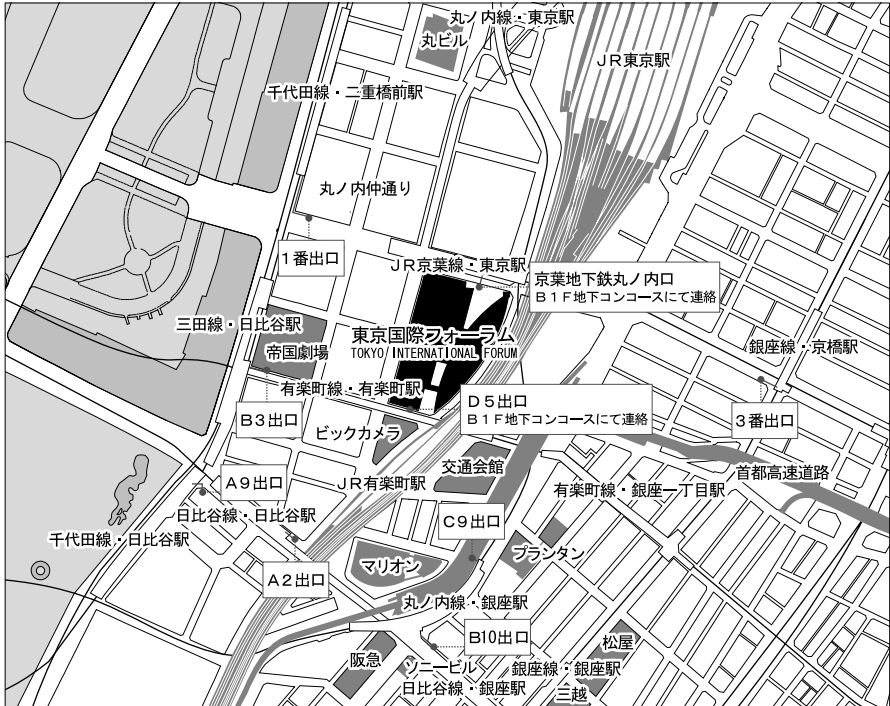 丸ノ内線・東京駅
丸ビル
JR東京駅
千代田線・二重橋前駅
丸ノ内仲通り
1番出口
JR京葉線・東京駅
京葉地下鉄丸ノ内口
B1F地下コンコースにて連絡
三田線・日比谷駅
帝国劇場
東京国際フォーラム
TOKYO INTERNATIONAL FORUM
銀座線・京橋駅
有楽町線・有楽町駅
D5出口
B1F地下コンコースにて連絡
B3出口
ビックカメラ
3番出口
交通会館
首都高速道路
A9出口
JR有楽町駅
有楽町線・銀座一丁目駅
日比谷線・日比谷駅
C9出口
千代田線・日比谷駅
プランタン
A2出口
マリオン
丸ノ内線・銀座駅
B10出口
松屋
阪急
ソニービル
銀座線・銀座駅
日比谷線・銀座駅
三越